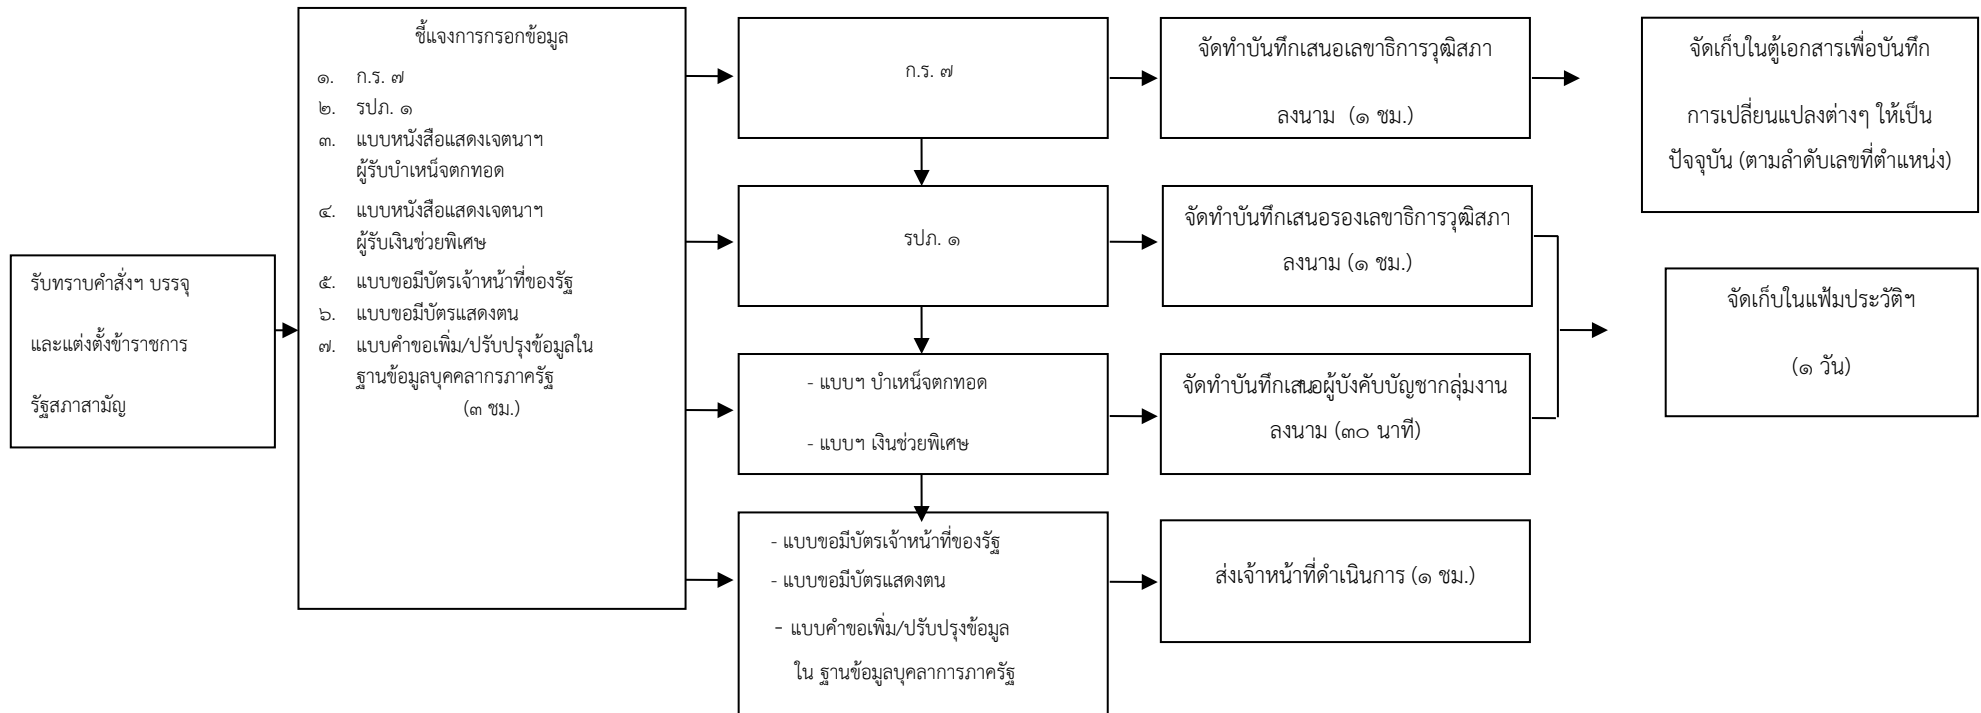 รับทราบคำสั่งฯ บรรจุ
และแต่งตั้งข้าราชการ
รัฐสภาสามัญ
ชี้แจงการกรอกข้อมูล
๑. ก.ร. ๗
๒. รปภ. ๑
๓. แบบหนังสือแสดงเจตนาฯ
ผู้รับบำเหน็จตกทอด
๔. แบบหนังสือแสดงเจตนาฯ
ผู้รับเงินช่วยพิเศษ
๕. แบบขอมีบัตรเจ้าหน้าที่ของรัฐ
๖. แบบขอมีบัตรแสดงตน
๗. แบบคำขอเพิ่ม/ปรับปรุงข้อมูลใน
ฐานข้อมูลบุคคลากรภาครัฐ
(๓ ชม.)
ก.ร. ๗
จัดทำบันทึกเสนอเลขาธิการวุฒิสภา
ลงนาม (๑ ชม.)
จัดเก็บในตู้เอกสารเพื่อบันทึก
การเปลี่ยนแปลงต่างๆ ให้เป็น
ปัจจุบัน (ตามลำดับเลขที่ตำแหน่ง)
รปภ. ๑
จัดทำบันทึกเสนอรองเลขาธิการวุฒิสภา
ลงนาม (๑ ชม.)
- แบบฯ บำเหน็จตกทอด
- แบบฯ เงินช่วยพิเศษ
จัดทำบันทึกเสนอผู้บังคับบัญชากลุ่มงาน
ลงนาม (๓๐ นาที)
จัดเก็บในแฟ้มประวัติฯ
(๑ วัน)
- แบบขอมีบัตรเจ้าหน้าที่ของรัฐ
- แบบขอมีบัตรแสดงตน
- แบบคำขอเพิ่ม/ปรับปรุงข้อมูล
ใน ฐานข้อมูลบุคลาการภาครัฐ
ส่งเจ้าหน้าที่ดำเนินการ (๑ ชม.)